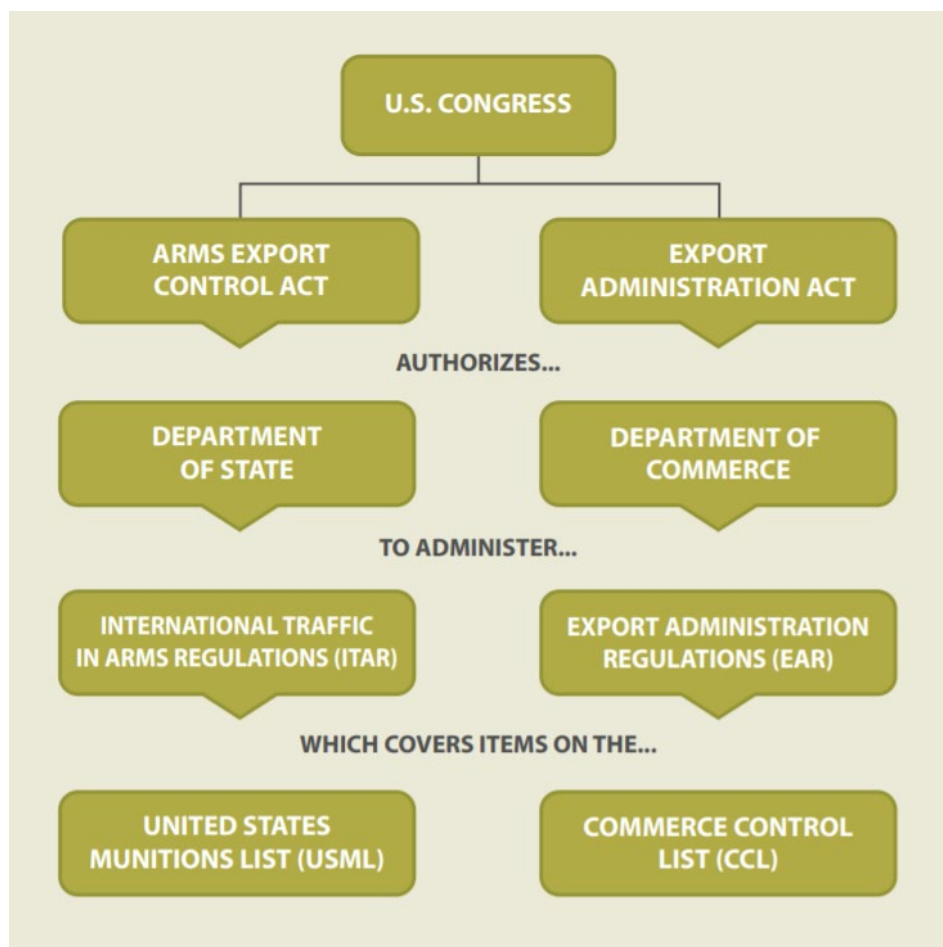 U.S. CONGRESS
ARMS EXPORT
CONTROL ACT
EXPORT
ADMINISTRATION ACT
AUTHORIZES...
DEPARTMENT
OF STATE
DEPARTMENT OF
COMMERCE
TO ADMINISTER...
INTERNATIONAL TRAFFIC
IN ARMS REGULATIONS (ITAR)
EXPORT ADMINISTRATION
REGULATIONS (EAR)
WHICH COVERS ITEMS ON THE...
UNITED STATES
MUNITIONS LIST (USML)
COMMERCE CONTROL
LIST (CCL)